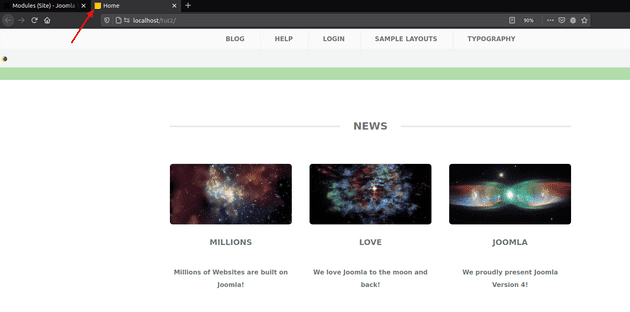 Modules (Site) - Joomla
Home
localhost/tut2/
90%
BLOG
HELP
LOGIN
SAMPLE LAYOUTS
TYPOGRAPHY
NEWS
MILLIONS
Millions of Websites are built on
Joomla!
LOVE
We love Joomla to the moon and
back!
JOOMLA
We proudly present Joomla
Version 4!